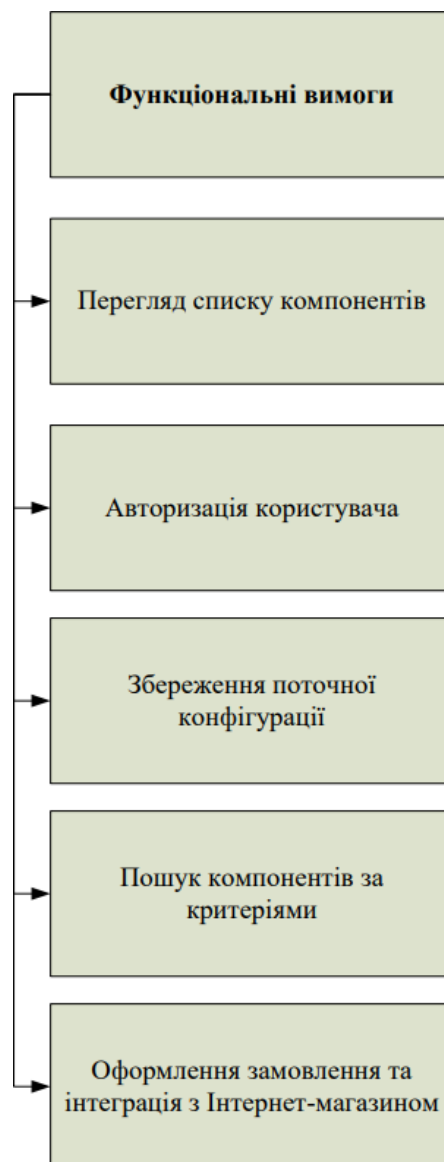 Функціональні вимоги
Перегляд списку компонентів
Авторизація користувача
Збереження поточної
конфігурації
Пошук компонентів за
критеріями
Оформлення замовлення та
інтеграція з Інтернет-магазином